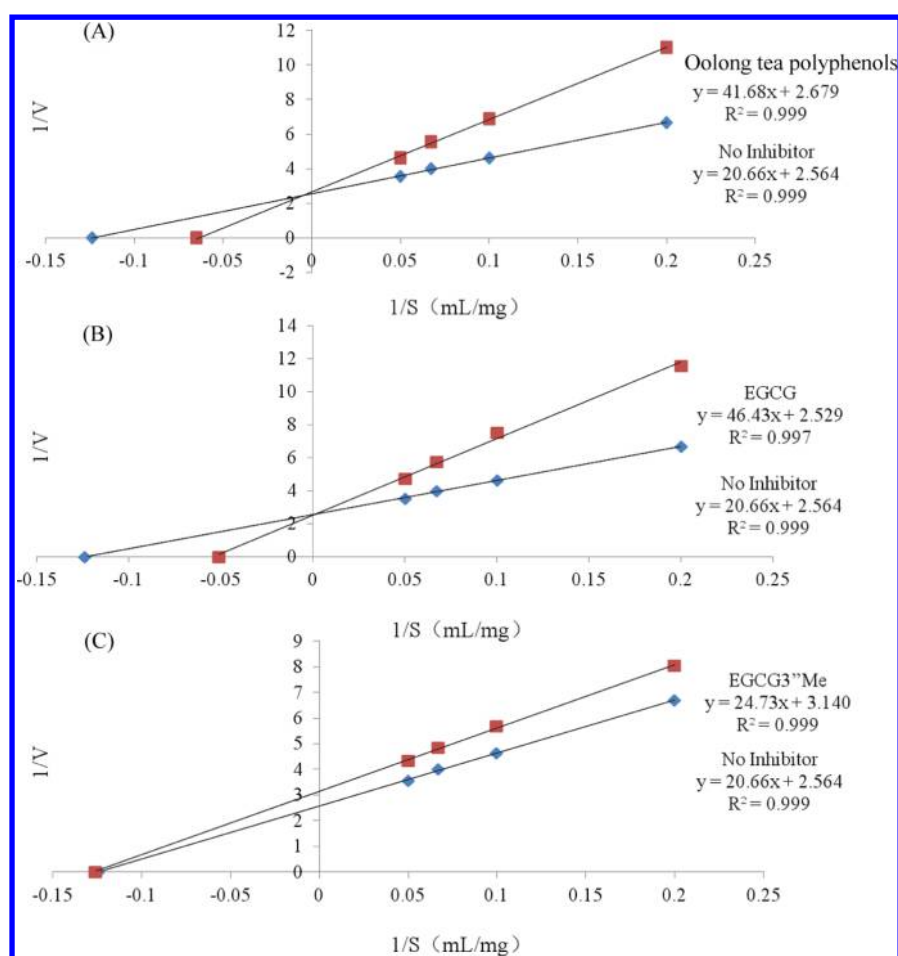 (A)
12
10
8
6
4
2
0
-2
-0.15
-0.1
-0.05
0
0.05
0.1
0.15
0.2
0.25
1/V
1/S（mL/mg）
Oolong tea polyphenols
y = 41.68x + 2.679
R² = 0.999
No Inhibitor
y = 20.66x + 2.564
R² = 0.999
(B)
14
12
10
8
6
4
2
0
-0.15
-0.1
-0.05
0
0.05
0.1
0.15
0.2
0.25
1/V
1/S（mL/mg）
EGCG
y = 46.43x + 2.529
R² = 0.997
No Inhibitor
y = 20.66x + 2.564
R² = 0.999
(C)
9
8
7
6
5
4
3
2
1
0
-0.15
-0.1
-0.05
0
0.05
0.1
0.15
0.2
0.25
1/V
1/S（mL/mg）
EGCG3”Me
y = 24.73x + 3.140
R² = 0.999
No Inhibitor
y = 20.66x + 2.564
R² = 0.999